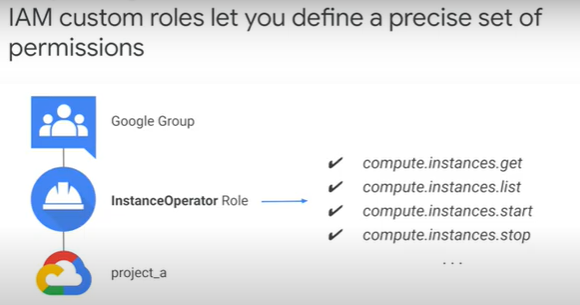 IAM custom roles let you define a precise set of
permissions
Google Group
InstanceOperator Role
project_a
✔ compute.instances.get
✔ compute.instances.list
✔ compute.instances.start
✔ compute.instances.stop
...